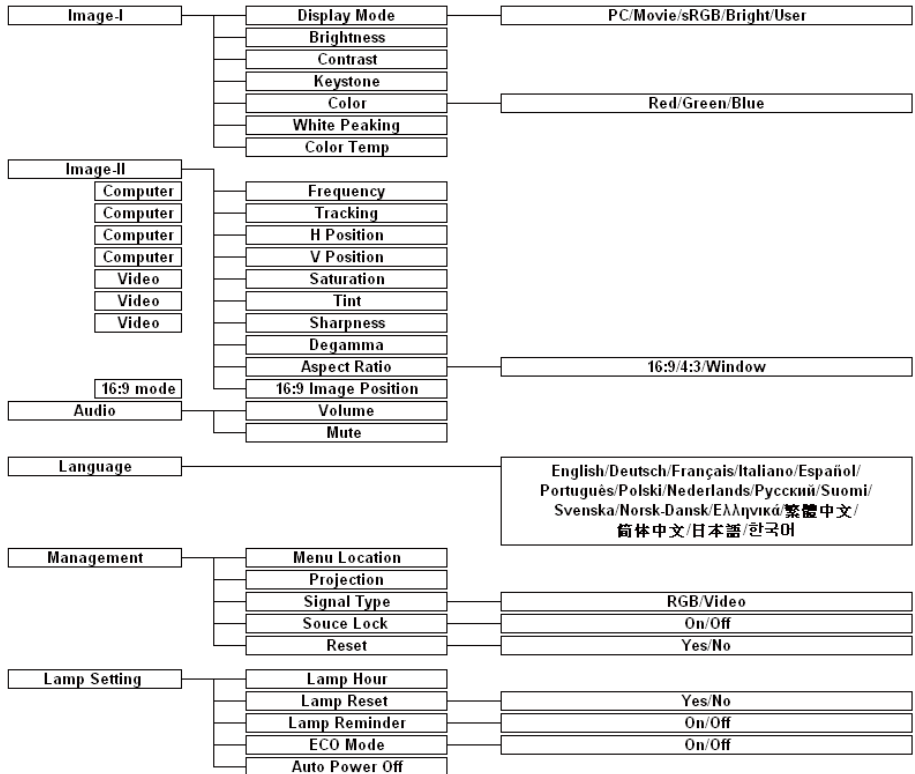 Image-I Display Mode PC/Movie/sRGB/Bright/User
Brightness
Contrast
Keystone
Color Red/Green/Blue
White Peaking
Color Temp
Image-II
Computer Frequency
Computer Tracking
Computer H Position
Computer V Position
Video Saturation
Video Tint
Video Sharpness
Degamma
Aspect Ratio 16:9/4:3/Window
16:9 mode 16:9 Image Position
Audio Volume
Mute
Language English/Deutsch/Français/Italiano/Español/
Português/Polski/Nederlands/Русский/Suomi/
Svenska/Norsk-Dansk/Ελληνικά/繁體中文/
简体中文/日本語/한국어
Management Menu Location
Projection
Signal Type RGB/Video
Souce Lock On/Off
Reset Yes/No
Lamp Setting Lamp Hour
Lamp Reset Yes/No
Lamp Reminder On/Off
ECO Mode On/Off
Auto Power Off